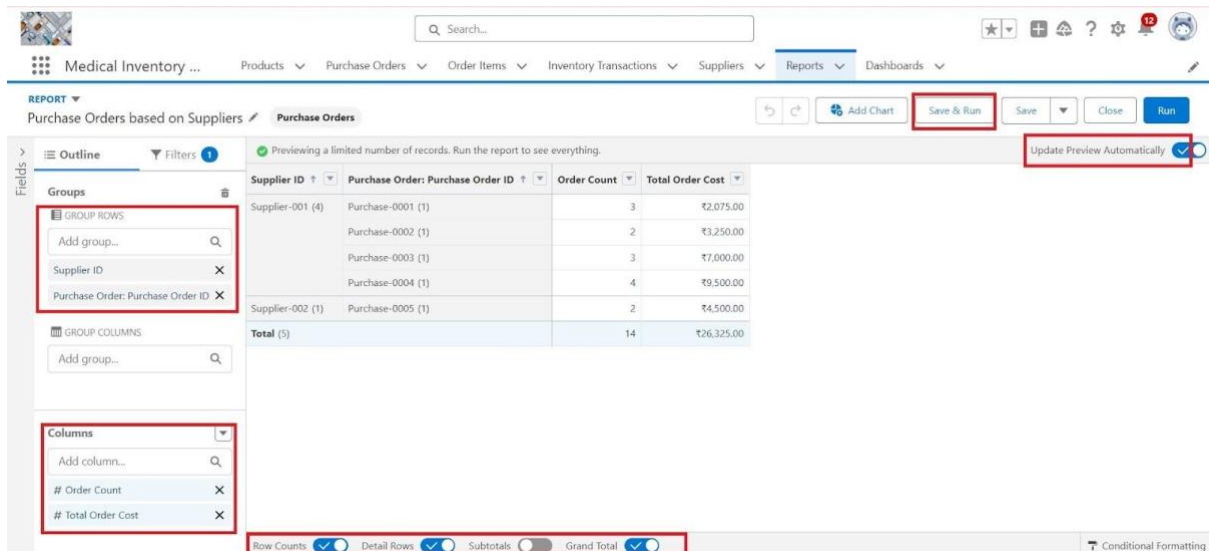 Search...
12
Medical Inventory ... Products Purchase Orders Order Items Inventory Transactions Suppliers Reports Dashboards
REPORT
Purchase Orders based on Suppliers Purchase Orders Add Chart Save & Run Save Close Run
Fields
Outline Filters 1
Previewing a limited number of records. Run the report to see everything. Update Preview Automatically
Groups
GROUP ROWS
Add group...
Supplier ID
Purchase Order: Purchase Order ID
GROUP COLUMNS
Add group...
Columns
Add column...
# Order Count
# Total Order Cost
Supplier ID Purchase Order: Purchase Order ID Order Count Total Order Cost
Supplier-001 (4) Purchase-0001 (1) 3 ₹2,075.00
Purchase-0002 (1) 2 ₹3,250.00
Purchase-0003 (1) 3 ₹7,000.00
Purchase-0004 (1) 4 ₹9,500.00
Supplier-002 (1) Purchase-0005 (1) 2 ₹4,500.00
Total (5) 14 ₹26,325.00
Row Counts Detail Rows Subtotals Grand Total Conditional Formatting